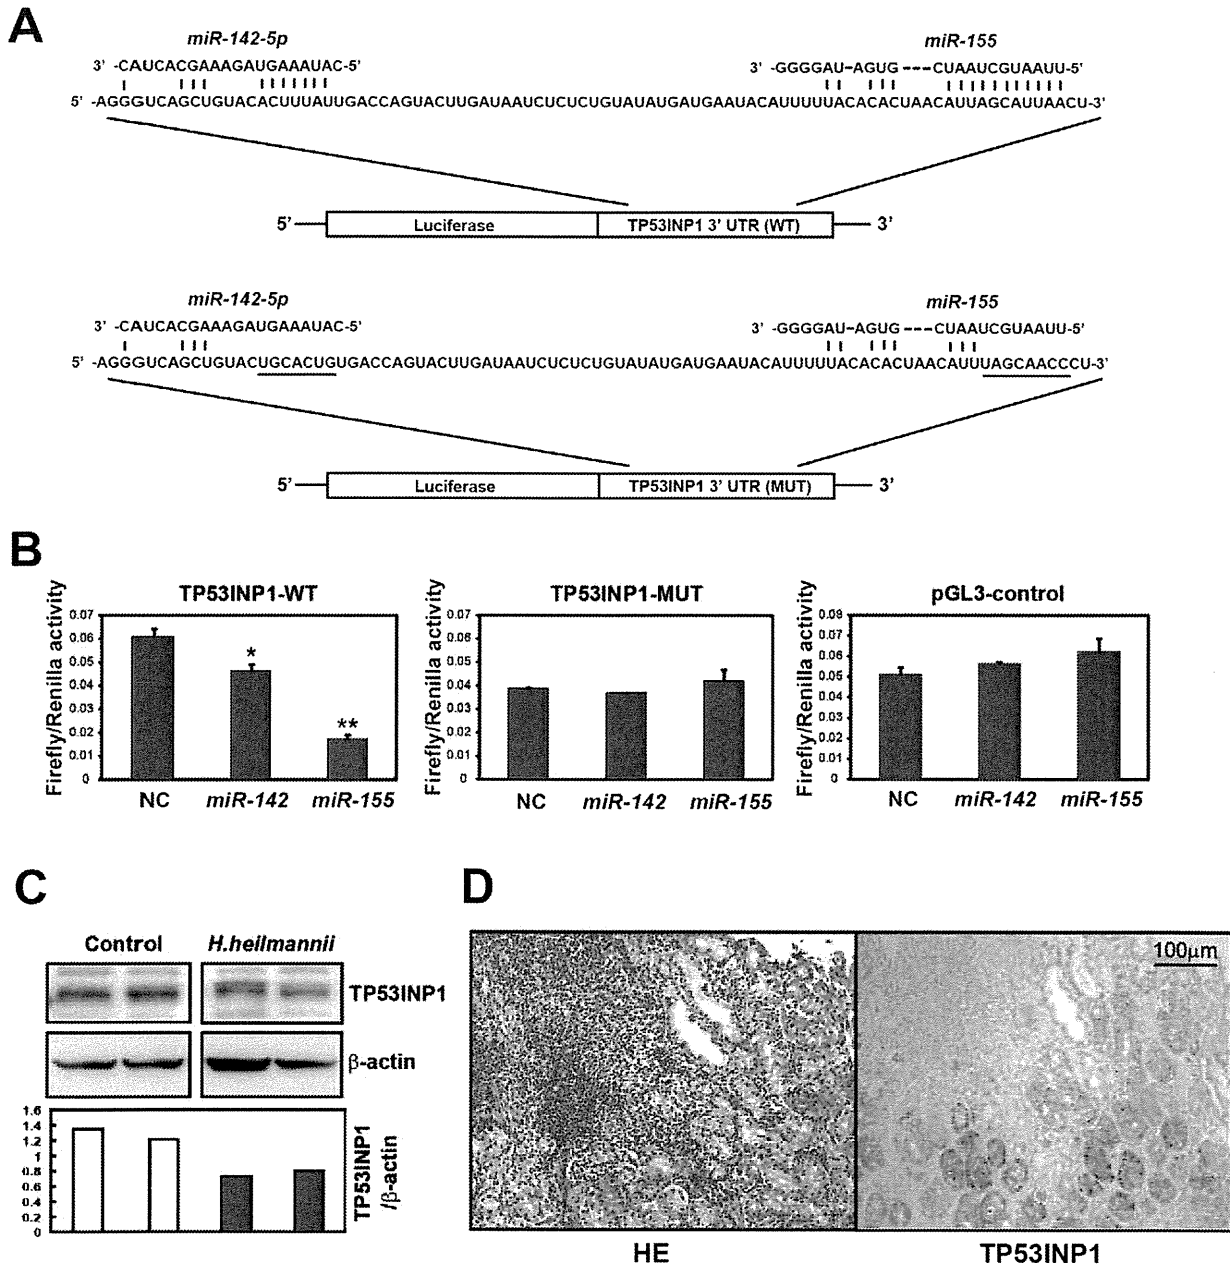 A
miR-142-5p miR-155
3' -CAUCACGAAAGAUGAAAUAC-5' 3' -GGGGAU-AGUG---CUAAUCGUAAUU-5'
5' -AGGGUCAGCUGUACACUUUAUUGACCAGUACUUGAUAAUCUCUCUGUAUAUGAUGAAUACAUUUUUACACACUAACAUUAGCAUUAACU-3'
5' Luciferase TP53INP1 3' UTR (WT) 3'
miR-142-5p miR-155
3' -CAUCACGAAAGAUGAAAUAC-5' 3' -GGGGAU-AGUG---CUAAUCGUAAUU-5'
5' -AGGGUCAGCUGUACUGCACUGUGACCAGUACUUGAUAAUCUCUCUGUAUAUGAUGAAUACAUUUUUACACACUAACAUUUAGCAACCCU-3'
5' Luciferase TP53INP1 3' UTR (MUT) 3'
B
TP53INP1-WT
Firefly/Renilla activity
0.07
0.06
0.05
0.04
0.03
0.02
0.01
0
* **
NC miR-142 miR-155
TP53INP1-MUT
Firefly/Renilla activity
0.07
0.06
0.05
0.04
0.03
0.02
0.01
0
NC miR-142 miR-155
pGL3-control
Firefly/Renilla activity
0.07
0.06
0.05
0.04
0.03
0.02
0.01
0
NC miR-142 miR-155
C
Control H.heilmannii
TP53INP1
β-actin
1.6
1.4
1.2
1
0.8
0.6
0.4
0.2
0
TP53INP1
/β-actin
D
100μm
HE TP53INP1